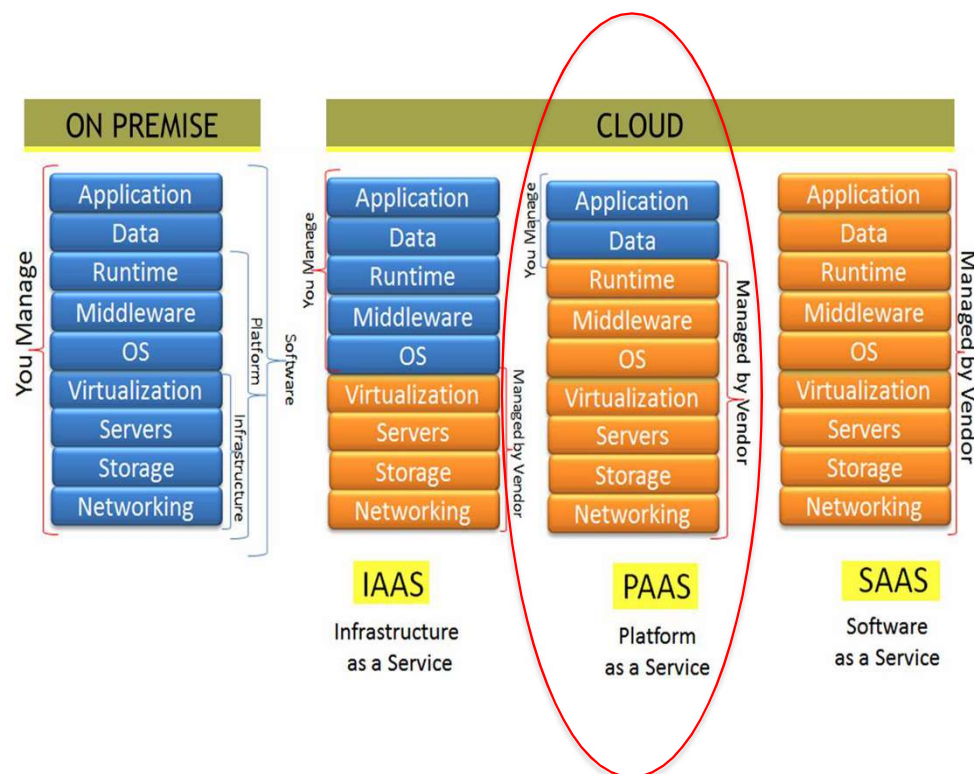 ON PREMISE
CLOUD
You Manage
Application
Data
Runtime
Middleware
OS
Virtualization
Servers
Storage
Networking
Infrastructure
Platform
Software
You Manage
Application
Data
Runtime
Middleware
OS
Virtualization
Servers
Storage
Networking
Managed by Vendor
IAAS
Infrastructure
as a Service
You Manage
Application
Data
Runtime
Middleware
OS
Virtualization
Servers
Storage
Networking
Managed by Vendor
PAAS
Platform
as a Service
Application
Data
Runtime
Middleware
OS
Virtualization
Servers
Storage
Networking
Managed by Vendor
SAAS
Software
as a Service